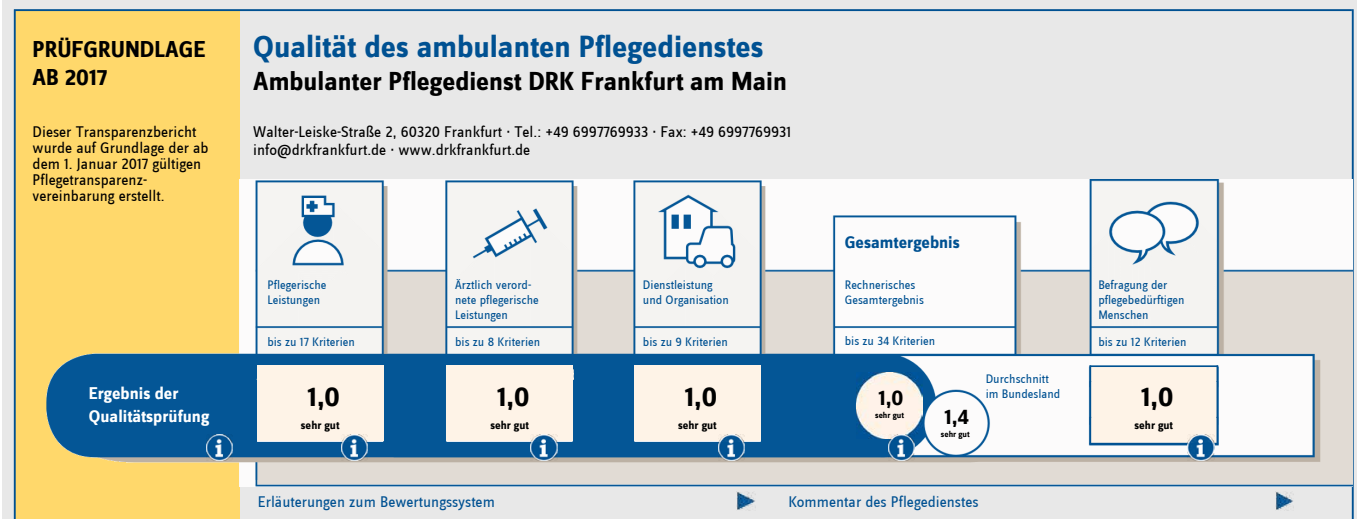 PRÜFGRUNDLAGE
AB 2017
Dieser Transparenzbericht
wurde auf Grundlage der ab
dem 1. Januar 2017 gültigen
Pflegetransparenz-
vereinbarung erstellt.
Qualität des ambulanten Pflegedienstes
Ambulanter Pflegedienst DRK Frankfurt am Main
Walter-Leiske-Straße 2, 60320 Frankfurt · Tel.: +49 6997769933 · Fax: +49 6997769931
info@drkfrankfurt.de · www.drkfrankfurt.de
Pflegerische
Leistungen
bis zu 17 Kriterien
Ärztlich verord-
nete pflegerische
Leistungen
bis zu 8 Kriterien
Dienstleistung
und Organisation
bis zu 9 Kriterien
Gesamtergebnis
Rechnerisches
Gesamtergebnis
bis zu 34 Kriterien
Befragung der
pflegebedürftigen
Menschen
bis zu 12 Kriterien
Ergebnis der
Qualitätsprüfung
1,0
sehr gut
1,0
sehr gut
1,0
sehr gut
1,0
sehr gut
1,4
sehr gut
Durchschnitt
im Bundesland
1,0
sehr gut
Erläuterungen zum Bewertungssystem
Kommentar des Pflegedienstes